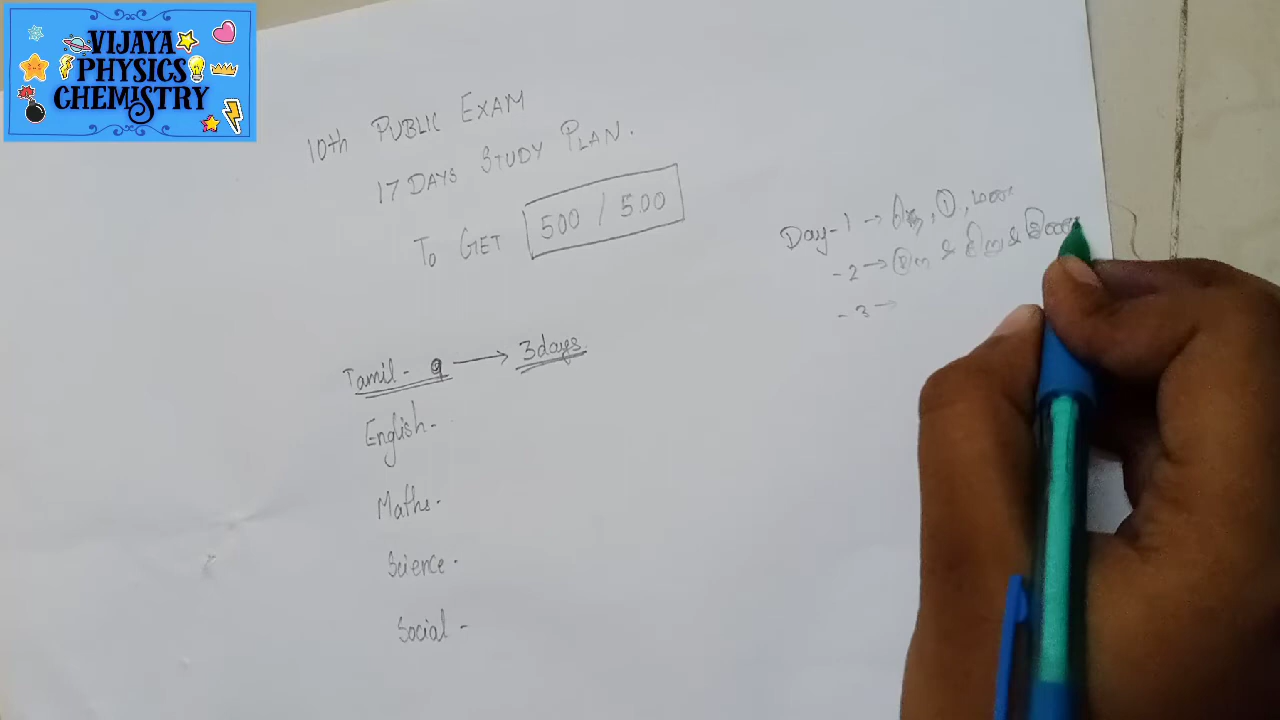 VIJAYA
PHYSICS
CHEMISTRY
10th PUBLIC EXAM
17 DAYS STUDY PLAN.
To GET 500 / 500
Day-1 → , ①,
-2 → & &
-3 →
Tamil - 9 → 3days
English -
Maths -
Science -
Social -